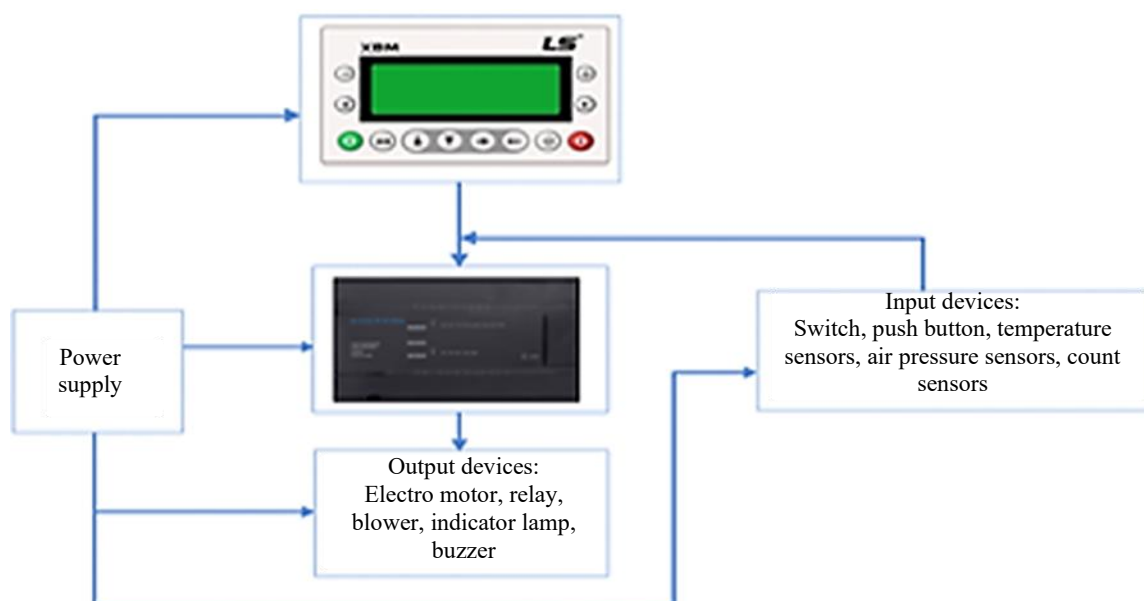 XBM
LS
Power
supply
Input devices:
Switch, push button, temperature
sensors, air pressure sensors, count
sensors
Output devices:
Electro motor, relay,
blower, indicator lamp,
buzzer